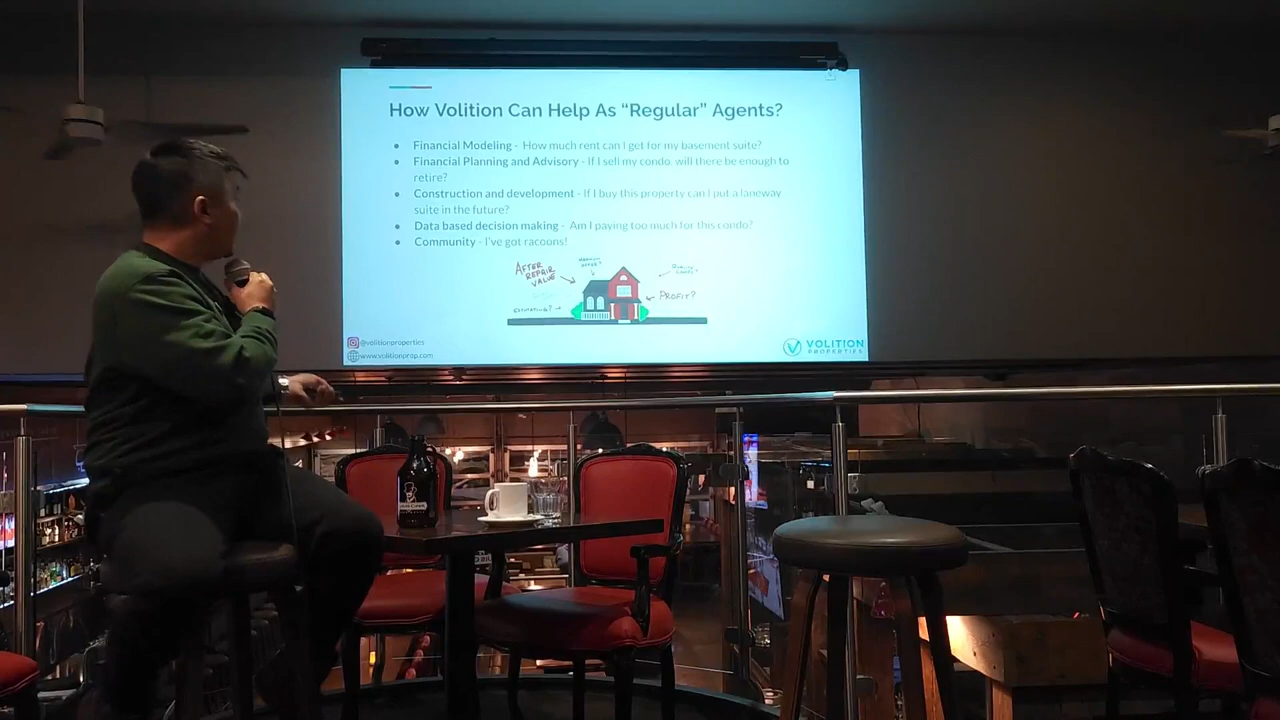 How Volition Can Help As “Regular” Agents?
● Financial Modeling - How much rent can I get for my basement suite?
● Financial Planning and Advisory - If I sell my condo, will there be enough to
retire?
● Construction and development - If I buy this property can I put a laneway
suite in the future?
● Data based decision making - Am I paying too much for this condo?
● Community - I've got racoons!
AFTER
REPAIR
VALUE
PROFIT?
@volitionproperties
www.volitionprop.com
VOLITION
PROPERTIES